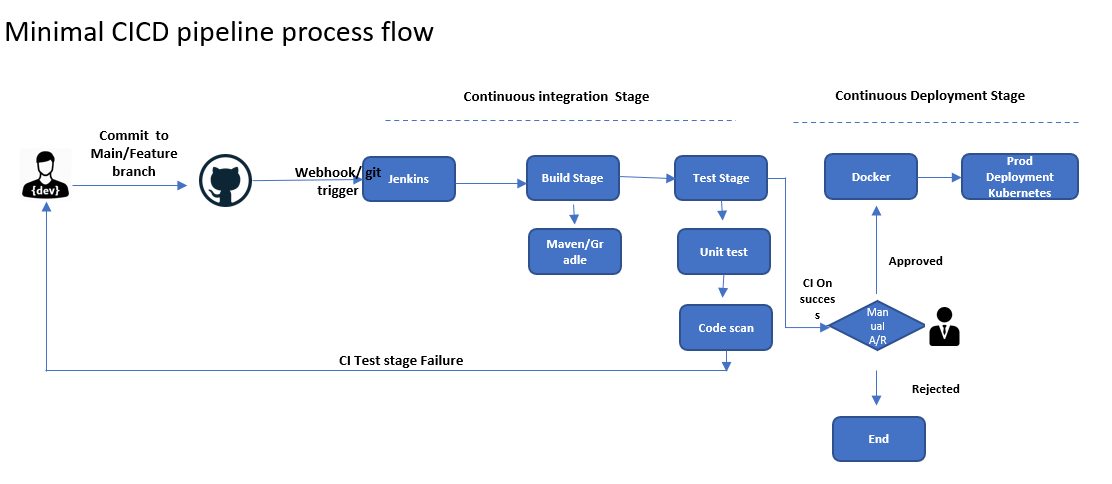 Minimal CICD pipeline process flow
Continuous integration Stage
Continuous Deployment Stage
Commit to
Main/Feature
branch
{dev}
Webhook/ git
trigger
Jenkins
Build Stage
Test Stage
Docker
Prod
Deployment
Kubernetes
Maven/Gr
adle
Unit test
Approved
CI On
succes
s
Code scan
Man
ual
A/R
CI Test stage Failure
Rejected
End